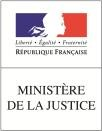 Liberté • Égalité • Fraternité
RÉPUBLIQUE FRANÇAISE
MINISTÈRE
DE LA JUSTICE